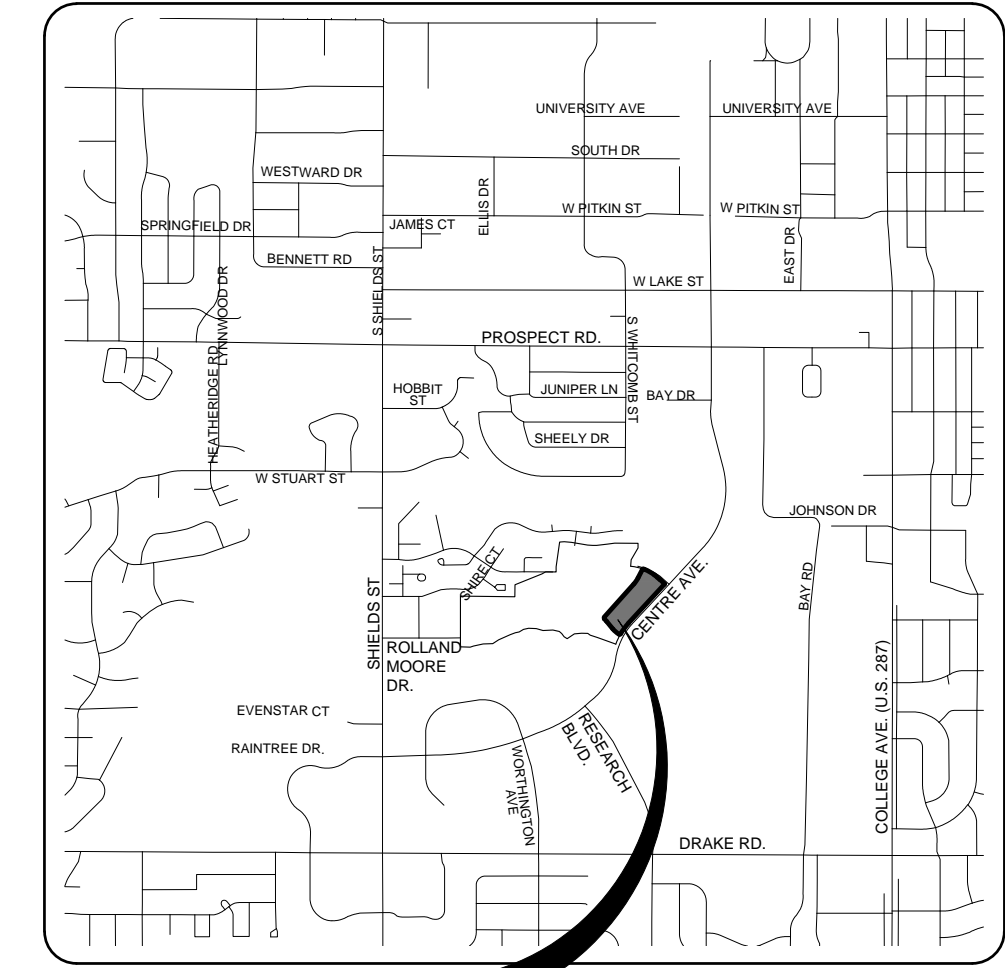 UNIVERSITY AVE
UNIVERSITY AVE
SOUTH DR
WESTWARD DR
ELLIS DR
W PITKIN ST
W PITKIN ST
SPRINGFIELD DR
JAMES CT
EAST DR
BENNETT RD
S SHIELDS ST
LYNNWOOD DR
W LAKE ST
PROSPECT RD.
S WHITCOMB ST
HEATHERIDGE RD
HOBBIT
ST
JUNIPER LN
BAY DR
SHEELY DR
W STUART ST
JOHNSON DR
SHIRE CT
CENTRE AVE.
BAY RD
SHIELDS ST
ROLLAND
MOORE
DR.
COLLEGE AVE. (U.S. 287)
EVENSTAR CT
RAINTREE DR.
RESEARCH
BLVD.
WORTHINGTON
AVE
DRAKE RD.